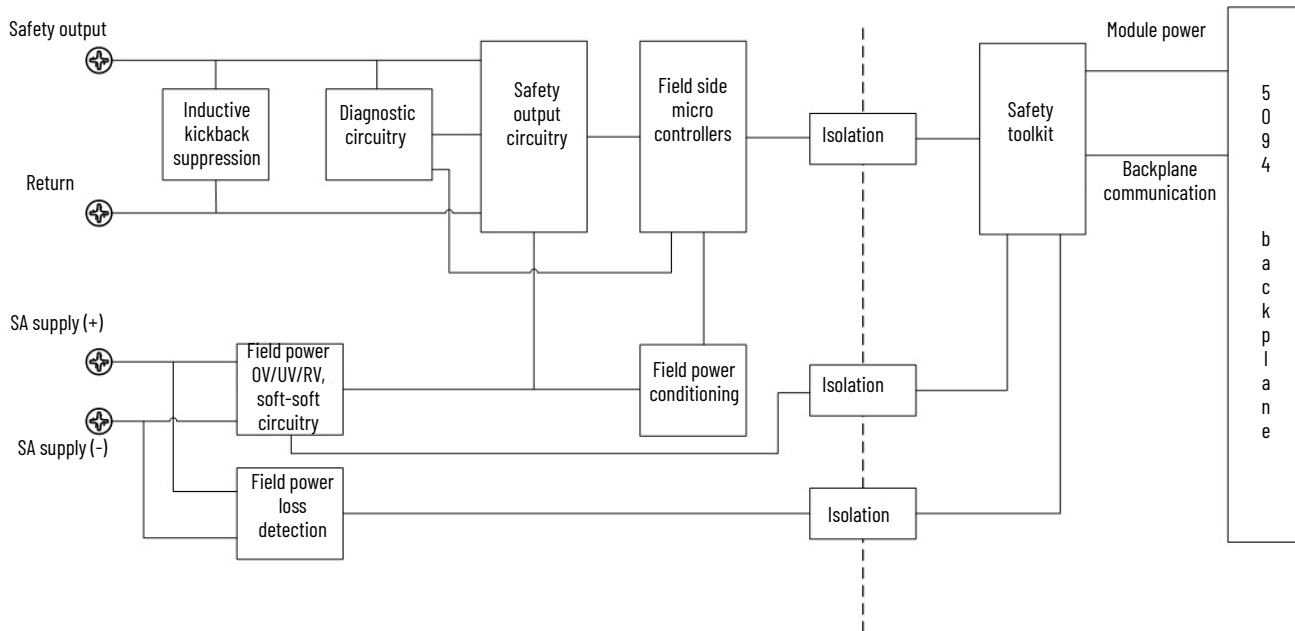 Safety output
Module power
Inductive
kickback
suppression
Diagnostic
circuitry
Safety
output
circuitry
Field side
micro
controllers
Isolation
Safety
toolkit
5
0
9
4
b
a
c
k
p
l
a
n
e
Return
Backplane
communication
SA supply (+)
Field power
OV/UV/RV,
soft-soft
circuitry
Field power
conditioning
Isolation
SA supply (-)
Field power
loss
detection
Isolation